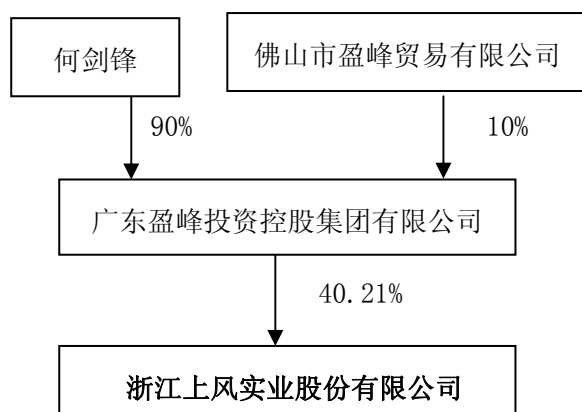 何剑锋
佛山市盈峰贸易有限公司
90%
10%
广东盈峰投资控股集团有限公司
40.21%
浙江上风实业股份有限公司